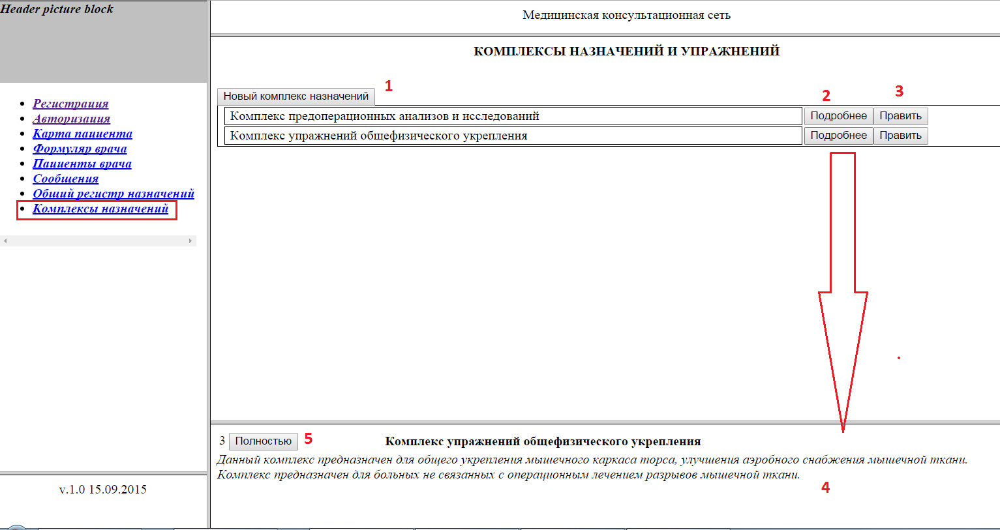 Header picture block
Регистрация
Авторизация
Карта пациента
Формуляр врача
Пациенты врача
Сообщения
Общий регистр назначений
Комплексы назначений
v.1.0 15.09.2015
Медицинская консультационная сеть
КОМПЛЕКСЫ НАЗНАЧЕНИЙ И УПРАЖНЕНИЙ
Новый комплекс назначений 1 2 3
Комплекс предоперационных анализов и исследований Подробнее Править
Комплекс упражнений общефизического укрепления Подробнее Править
3 Полностью 5 Комплекс упражнений общефизического укрепления
Данный комплекс предназначен для общего укрепления мышечного каркаса торса, улучшения аэробного снабжения мышечной ткани.
Комплекс предназначен для больных не связанных с операционным лечением разрывов мышечной ткани.
4